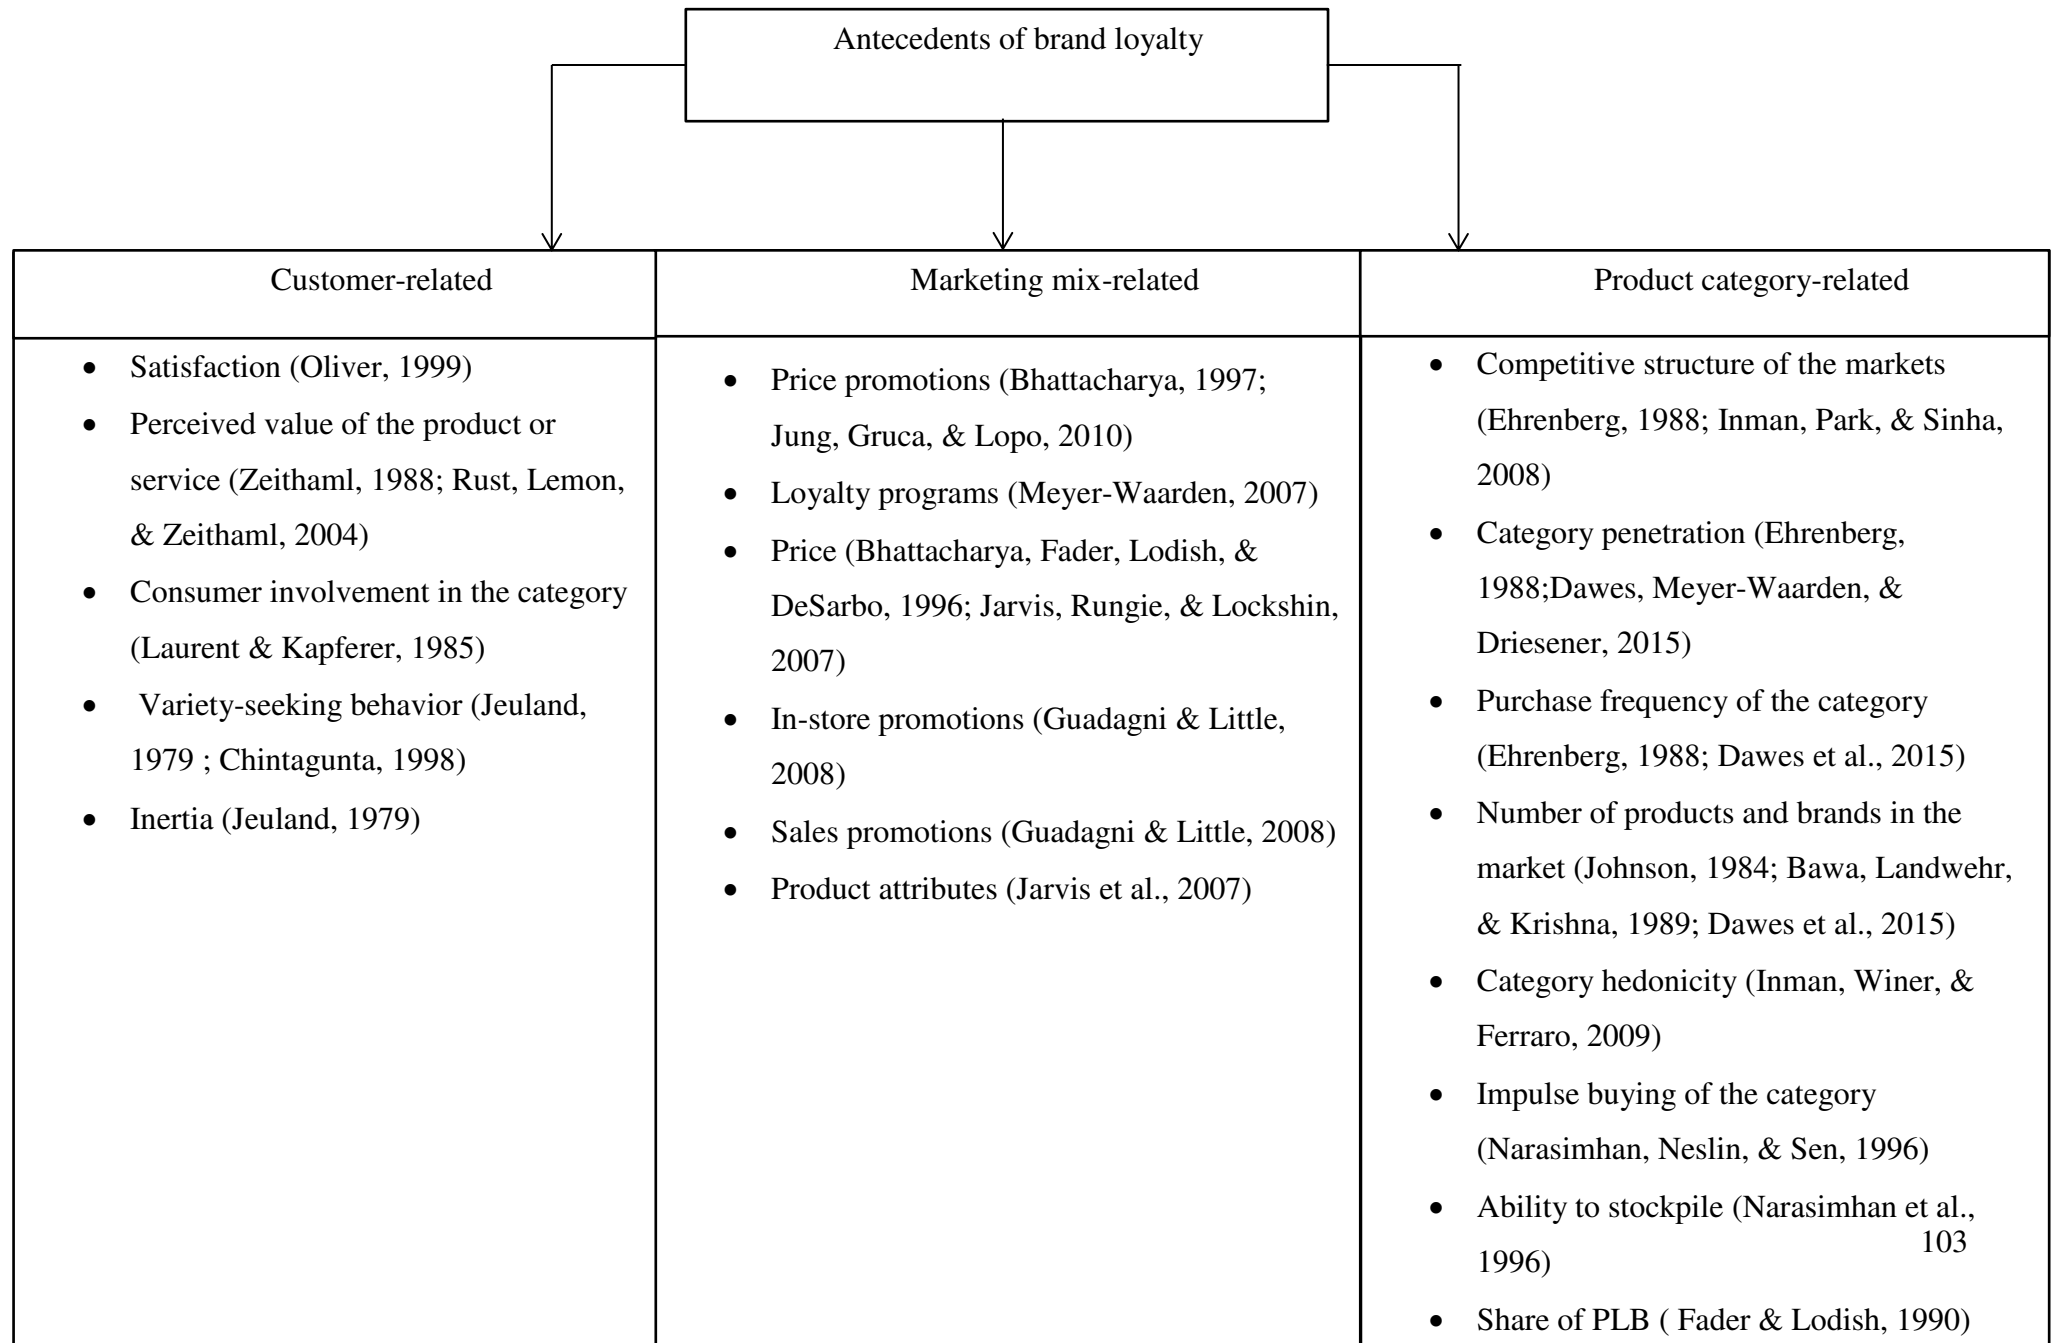 Antecedents of brand loyalty
Customer-related
Marketing mix-related
Product category-related
• Satisfaction (Oliver, 1999)
• Perceived value of the product or
service (Zeithaml, 1988; Rust, Lemon,
& Zeithaml, 2004)
• Consumer involvement in the category
(Laurent & Kapferer, 1985)
• Variety-seeking behavior (Jeuland,
1979 ; Chintagunta, 1998)
• Inertia (Jeuland, 1979)
• Price promotions (Bhattacharya, 1997;
Jung, Gruca, & Lopo, 2010)
• Loyalty programs (Meyer-Waarden, 2007)
• Price (Bhattacharya, Fader, Lodish, &
DeSarbo, 1996; Jarvis, Rungie, & Lockshin,
2007)
• In-store promotions (Guadagni & Little,
2008)
• Sales promotions (Guadagni & Little, 2008)
• Product attributes (Jarvis et al., 2007)
• Competitive structure of the markets
(Ehrenberg, 1988; Inman, Park, & Sinha,
2008)
• Category penetration (Ehrenberg,
1988;Dawes, Meyer-Waarden, &
Driesener, 2015)
• Purchase frequency of the category
(Ehrenberg, 1988; Dawes et al., 2015)
• Number of products and brands in the
market (Johnson, 1984; Bawa, Landwehr,
& Krishna, 1989; Dawes et al., 2015)
• Category hedonicity (Inman, Winer, &
Ferraro, 2009)
• Impulse buying of the category
(Narasimhan, Neslin, & Sen, 1996)
• Ability to stockpile (Narasimhan et al.,
1996)
• Share of PLB ( Fader & Lodish, 1990)
103